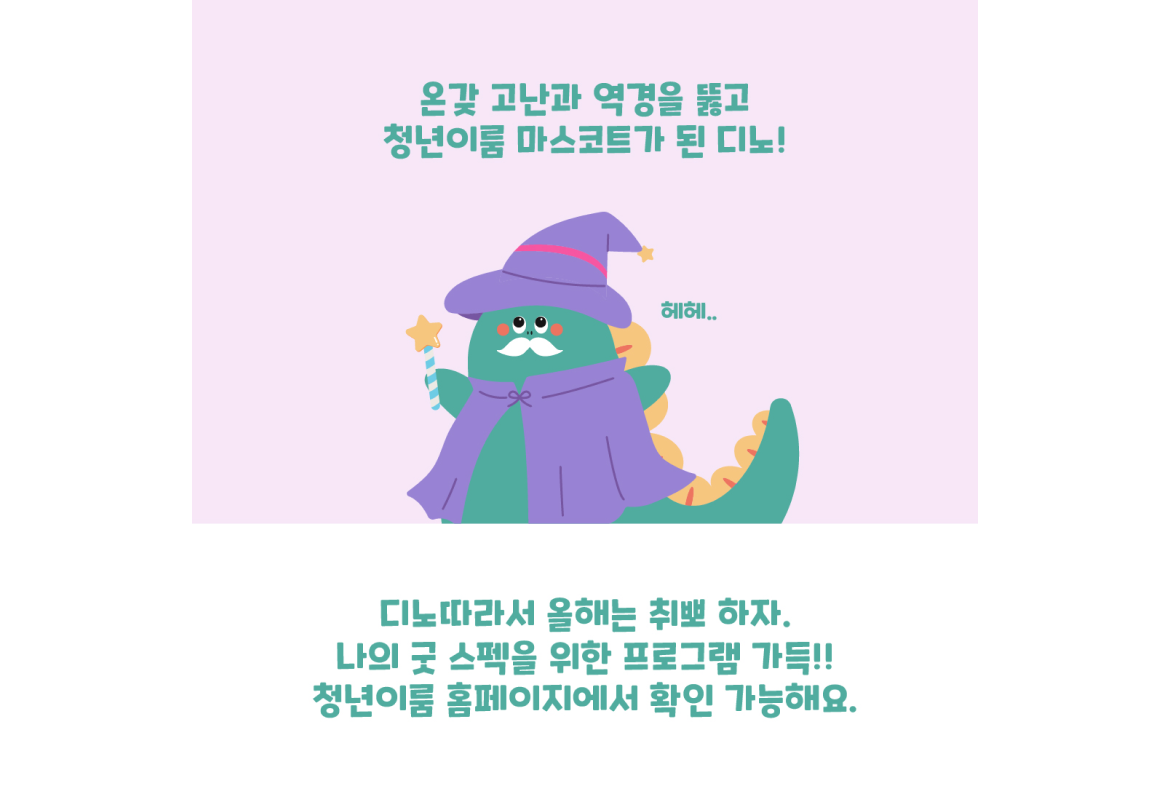 온갖 고난과 역경을 뚫고
청년이룸 마스코트가 된 디노!
헤헤..
디노따라서 올해는 취뽀 하자.
나의 굿 스펙을 위한 프로그램 가득!!
청년이룸 홈페이지에서 확인 가능해요.